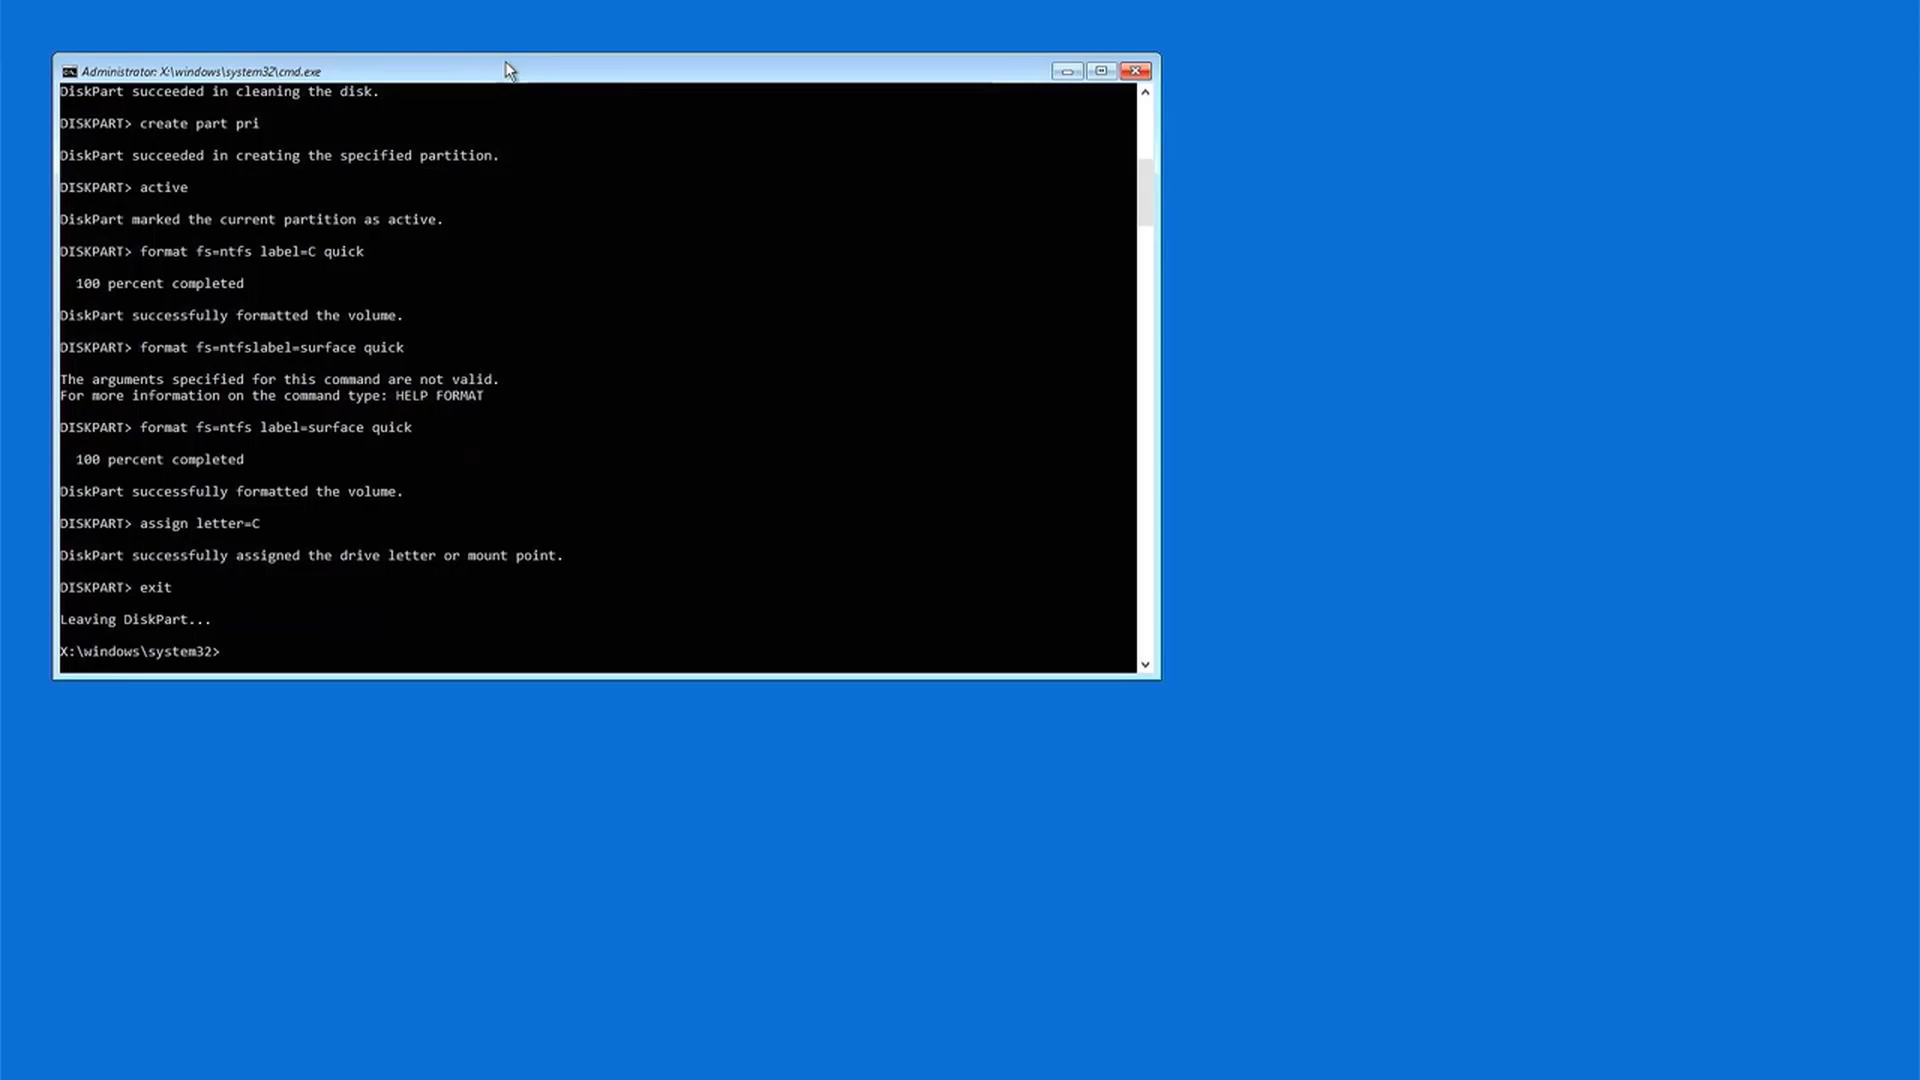 Administrator: X:\windows\system32\cmd.exe
DiskPart succeeded in cleaning the disk.
DISKPART> create part pri
DiskPart succeeded in creating the specified partition.
DISKPART> active
DiskPart marked the current partition as active.
DISKPART> format fs=ntfs label=C quick
100 percent completed
DiskPart successfully formatted the volume.
DISKPART> format fs=ntfslabel=surface quick
The arguments specified for this command are not valid.
For more information on the command type: HELP FORMAT
DISKPART> format fs=ntfs label=surface quick
100 percent completed
DiskPart successfully formatted the volume.
DISKPART> assign letter=C
DiskPart successfully assigned the drive letter or mount point.
DISKPART> exit
Leaving DiskPart...
X:\windows\system32>